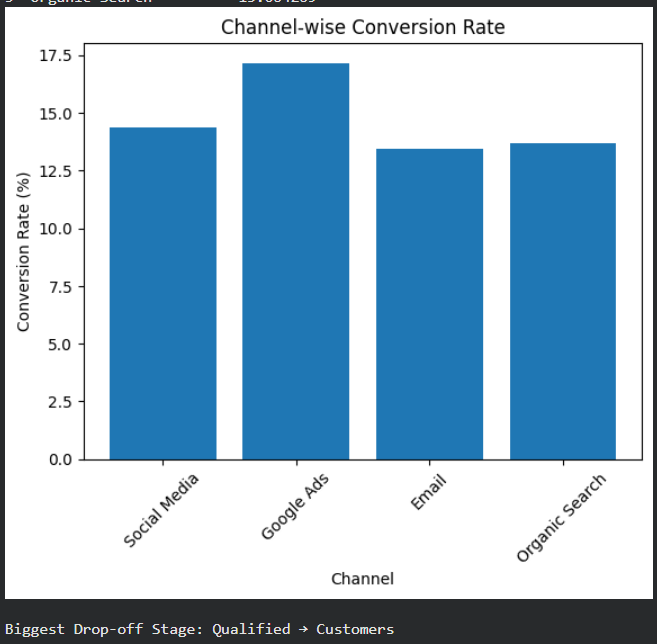 Channel-wise Conversion Rate
17.5
15.0
12.5
10.0
7.5
5.0
2.5
0.0
Conversion Rate (%)
Social Media
Google Ads
Email
Organic Search
Channel
Biggest Drop-off Stage: Qualified → Customers